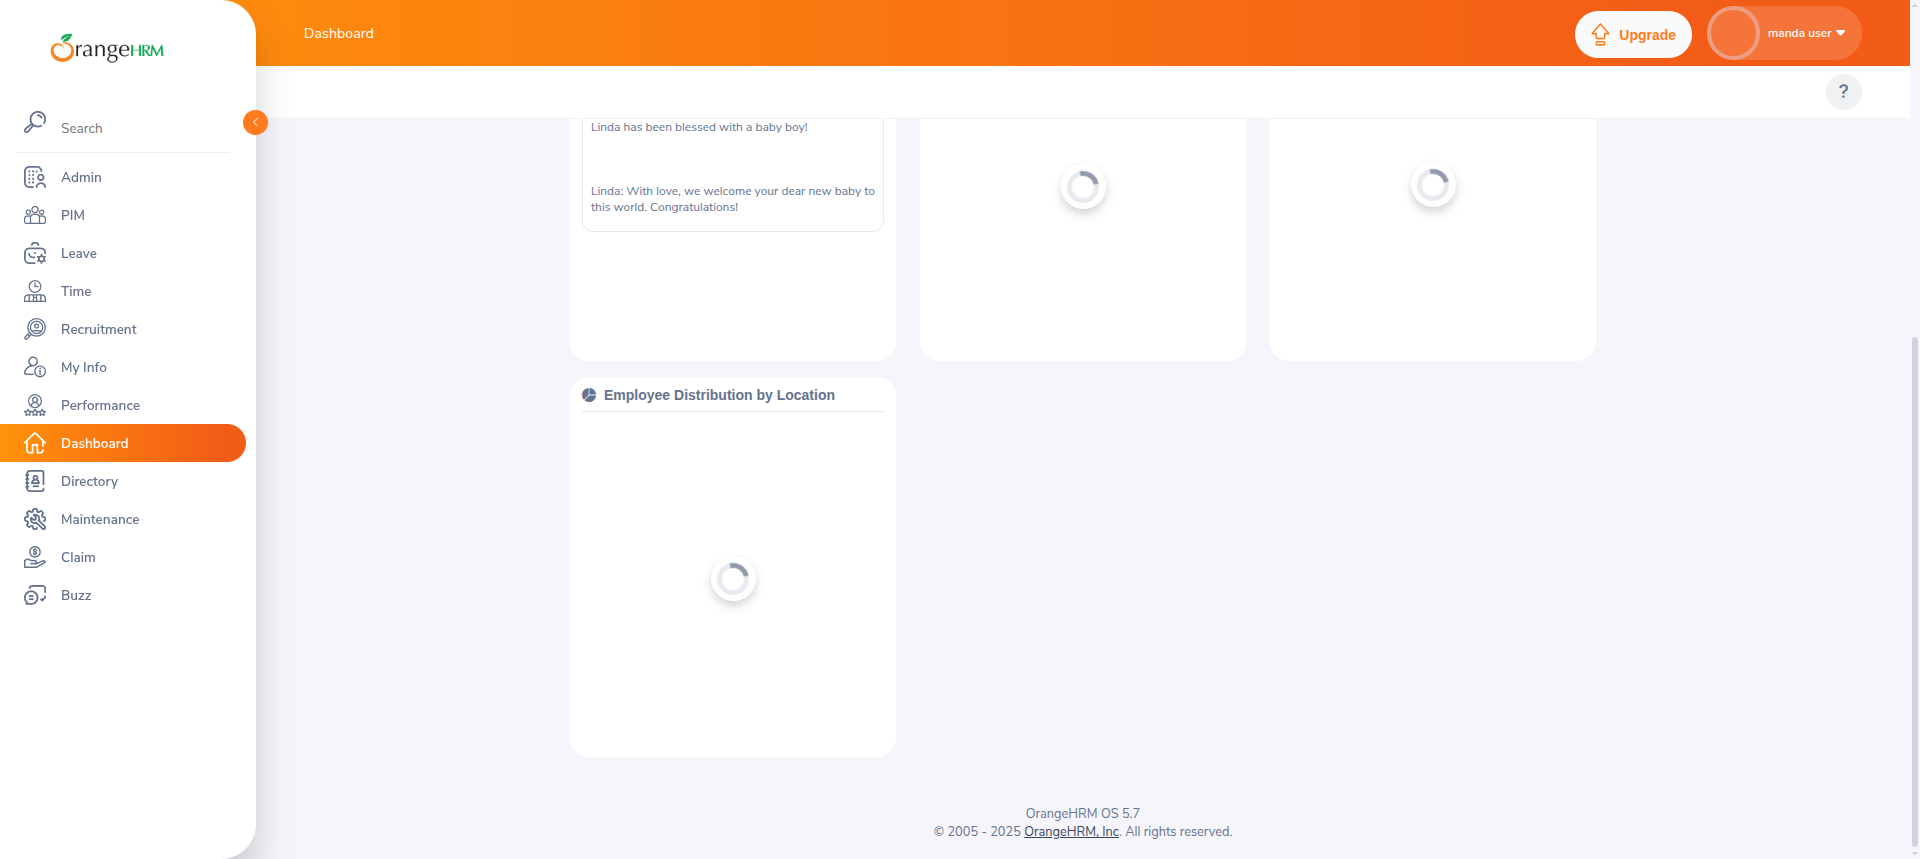 OrangeHRM
Dashboard
Upgrade
manda user
?
Search
Admin
PIM
Leave
Time
Recruitment
My Info
Performance
Dashboard
Directory
Maintenance
Claim
Buzz
Linda has been blessed with a baby boy!
Linda: With love, we welcome your dear new baby to
this world. Congratulations!
Employee Distribution by Location
OrangeHRM OS 5.7
© 2005 - 2025 OrangeHRM, Inc. All rights reserved.